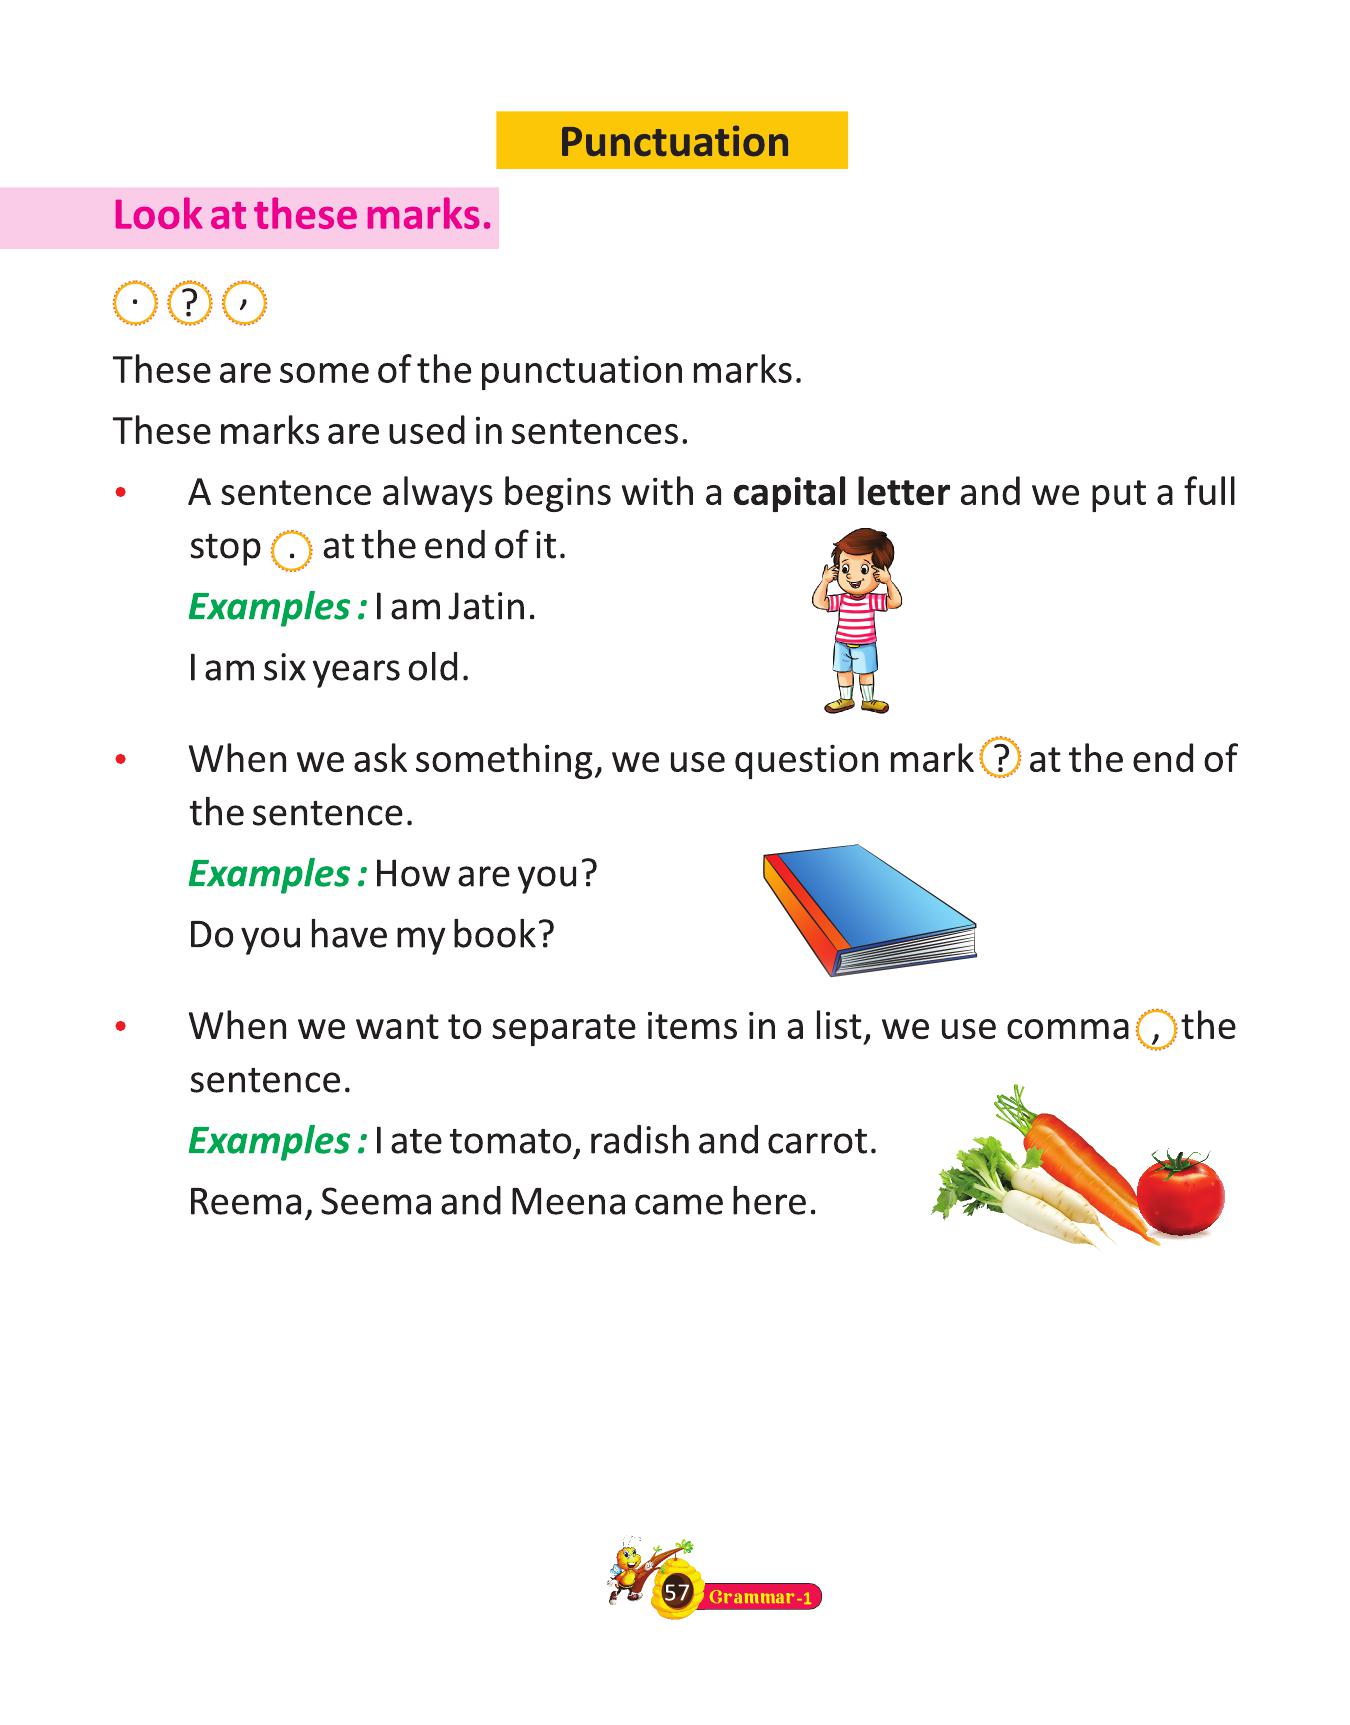 Punctuation
Look at these marks.
. ? ,
These are some of the punctuation marks.
These marks are used in sentences.
• A sentence always begins with a capital letter and we put a full
stop . at the end of it.
Examples : I am Jatin.
I am six years old.
• When we ask something, we use question mark ? at the end of
the sentence.
Examples : How are you?
Do you have my book?
• When we want to separate items in a list, we use comma , the
sentence.
Examples : I ate tomato, radish and carrot.
Reema, Seema and Meena came here.
57 Grammar-1